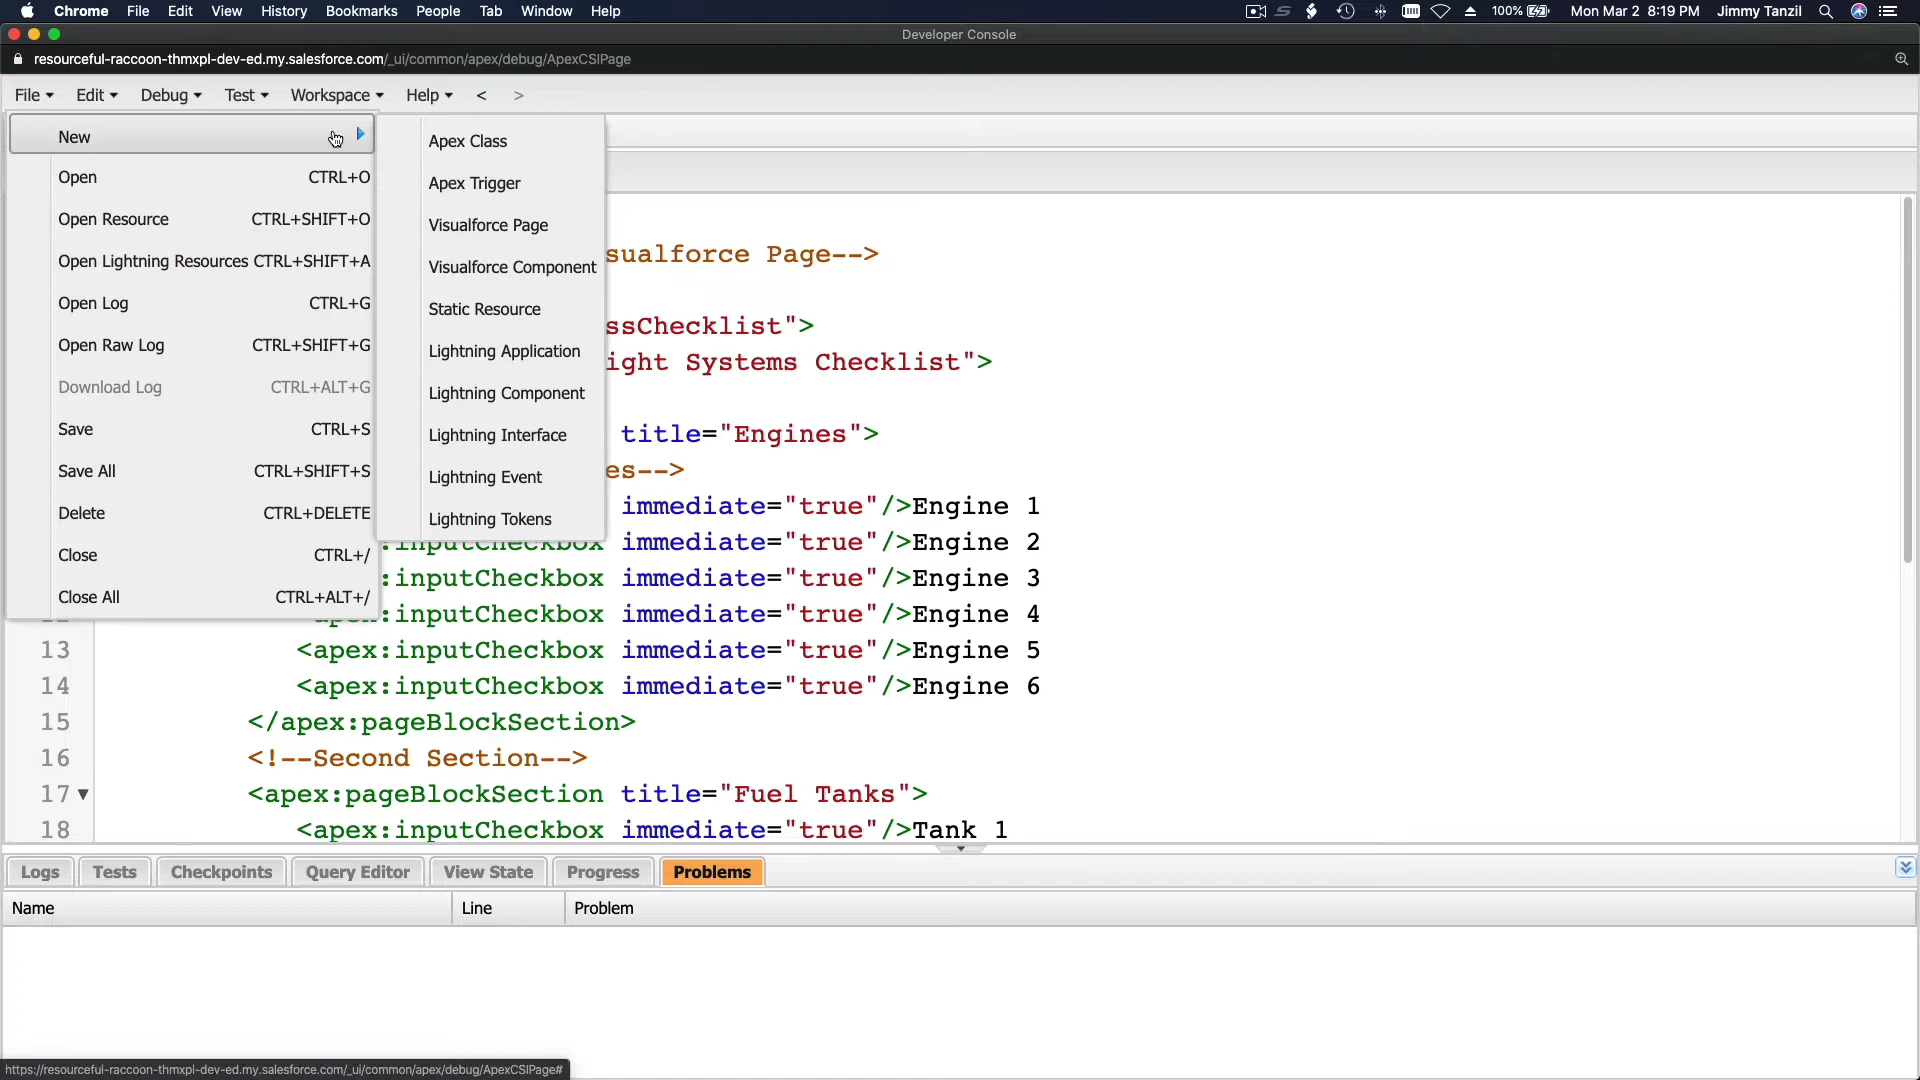 Chrome File Edit View History Bookmarks People Tab Window Help 100% Mon Mar 2 8:19 PM Jimmy Tanzil
Developer Console
resourceful-raccoon-thmxpl-dev-ed.my.salesforce.com/_ui/common/apex/debug/ApexCSIPage
File Edit Debug Test Workspace Help < >
New
Open CTRL+O
Open Resource CTRL+SHIFT+O
Open Lightning Resources CTRL+SHIFT+A
Open Log CTRL+G
Open Raw Log CTRL+SHIFT+G
Download Log CTRL+ALT+G
Save CTRL+S
Save All CTRL+SHIFT+S
Delete CTRL+DELETE
Close CTRL+/
Close All CTRL+ALT+/
Apex Class
Apex Trigger
Visualforce Page
Visualforce Component
Static Resource
Lightning Application
Lightning Component
Lightning Interface
Lightning Event
Lightning Tokens
sualforce Page-->
ssChecklist">
ight Systems Checklist">
title="Engines">
es-->
immediate="true"/>Engine 1
:inputCheckbox immediate="true"/>Engine 2
:inputCheckbox immediate="true"/>Engine 3
apex:inputCheckbox immediate="true"/>Engine 4
13 <apex:inputCheckbox immediate="true"/>Engine 5
14 <apex:inputCheckbox immediate="true"/>Engine 6
15 </apex:pageBlockSection>
16 <!--Second Section-->
17 <apex:pageBlockSection title="Fuel Tanks">
18 <apex:inputCheckbox immediate="true"/>Tank 1
Logs Tests Checkpoints Query Editor View State Progress Problems
Name Line Problem
https://resourceful-raccoon-thmxpl-dev-ed.my.salesforce.com/_ui/common/apex/debug/ApexCSIPage#